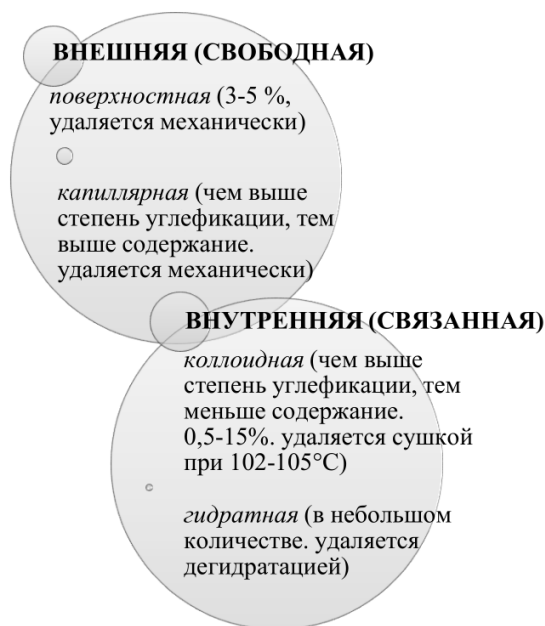 ВНЕШНЯЯ (СВОБОДНАЯ)
поверхностная (3-5 %,
удаляется механически)
капиллярная (чем выше
степень углефикации, тем
выше содержание.
удаляется механически)
ВНУТРЕННЯЯ (СВЯЗАННАЯ)
коллоидная (чем выше
степень углефикации, тем
меньше содержание.
0,5-15%. удаляется сушкой
при 102-105°С)
гидратная (в небольшом
количестве. удаляется
дегидратацией)